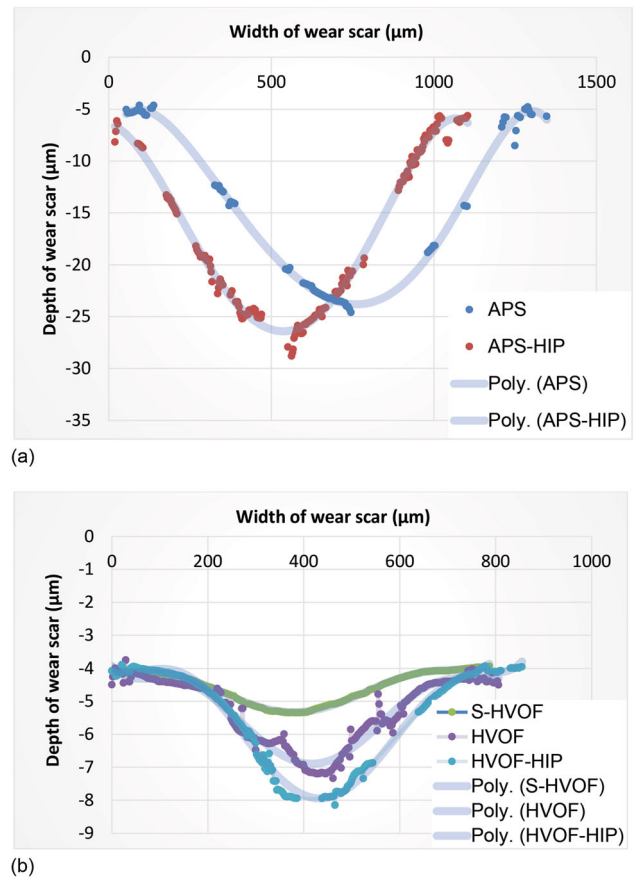 Width of wear scar (µm)
0
0
500
1000
1500
-5
-10
-15
-20
-25
-30
-35
Depth of wear scar (µm)
APS
APS-HIP
Poly. (APS)
Poly. (APS-HIP)
(a)
Width of wear scar (µm)
0
0
200
400
600
800
1000
-1
-2
-3
-4
-5
-6
-7
-8
-9
Depth of wear scar (µm)
S-HVOF
HVOF
HVOF-HIP
Poly. (S-HVOF)
Poly. (HVOF)
Poly. (HVOF-HIP)
(b)